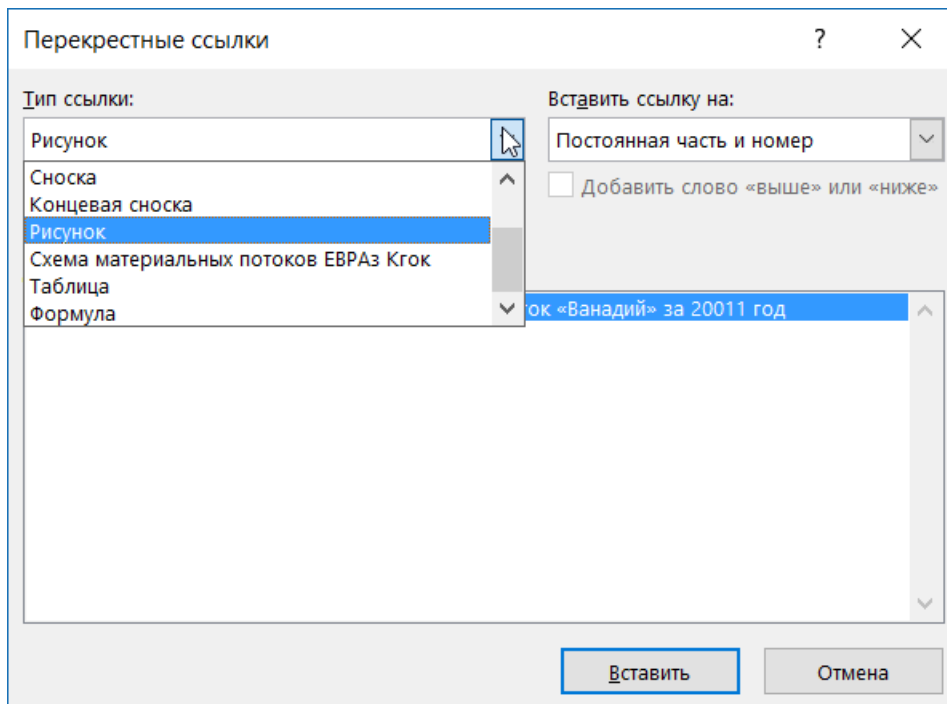 Перекрестные ссылки ?
Тип ссылки:
Вставить ссылку на:
Рисунок
Постоянная часть и номер
Добавить слово «выше» или «ниже»
Сноска
Концевая сноска
Рисунок
Схема материальных потоков ЕВРАз Кгок
Таблица
Формула
ок «Ванадий» за 20011 год
Вставить
Отмена